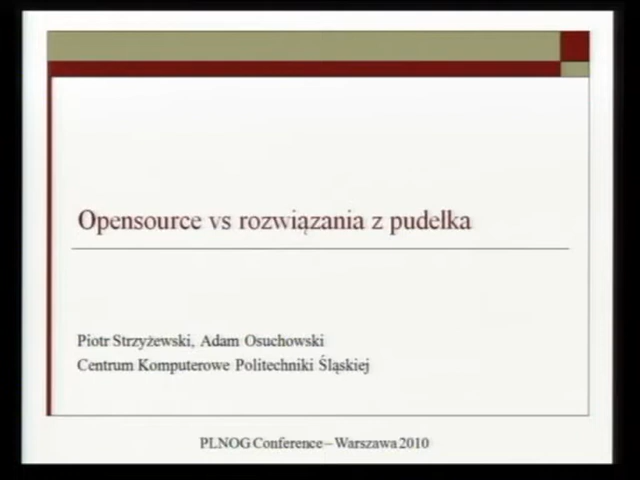 Opensource vs rozwiązania z pudełka
Piotr Strzyżewski, Adam Osuchowski
Centrum Komputerowe Politechniki Śląskiej
PLNOG Conference – Warszawa 2010